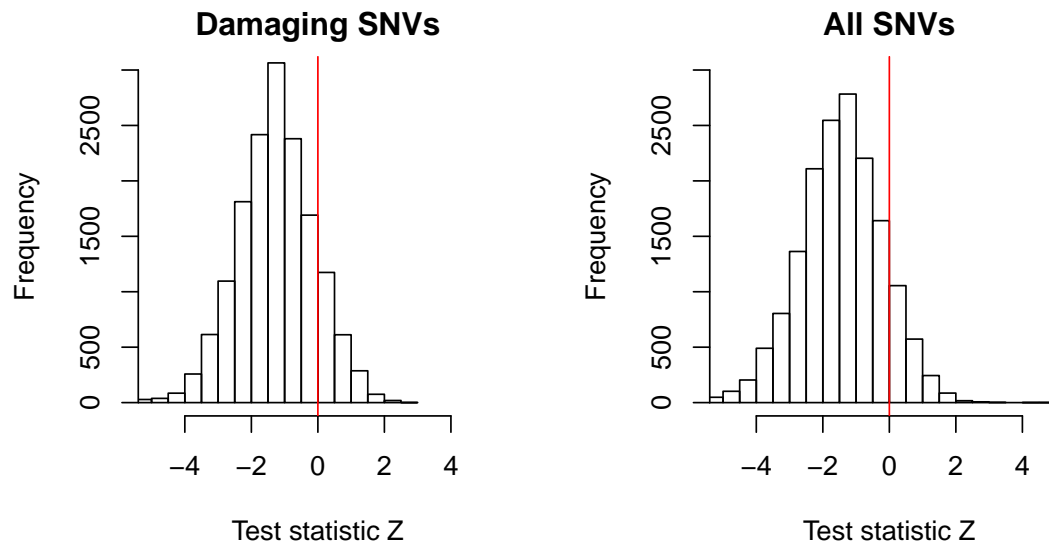 Damaging SNVs
Frequency
0
500
1500
2500
−4 −2 0 2 4
Test statistic Z
All SNVs
Frequency
0
500
1500
2500
−4 −2 0 2 4
Test statistic Z